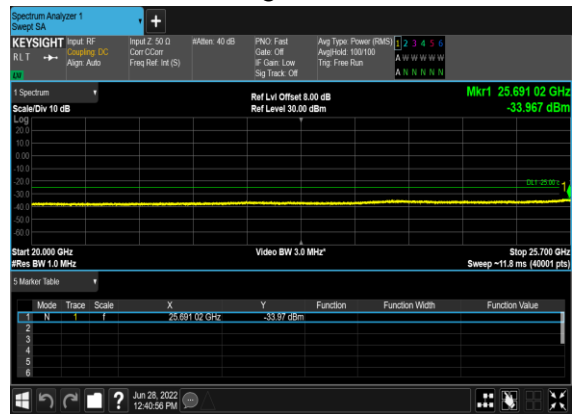 Spectrum Analyzer 1
Swept SA
+
KEYSIGHT Input: RF Input Z: 50 Ω #Atten: 40 dB PNO: Fast Avg Type: Power (RMS) 1 2 3 4 5 6
RLT Coupling: DC Corr CCorr Gate: Off Avg|Hold: 100/100 A W W W W W
Align: Auto Freq Ref: Int (S) IF Gain: Low Trig: Free Run
Sig Track: Off A N N N N N
1 Spectrum Ref Lvl Offset 8.00 dB Mkr1 25.691 02 GHz
Scale/Div 10 dB Ref Level 30.00 dBm -33.967 dBm
Log
20.0
10.0
0.00
-10.0
-20.0
-30.0
-40.0
-50.0
-60.0
1
Start 20.000 GHz Video BW 3.0 MHz* Stop 25.700 GHz
#Res BW 1.0 MHz Sweep ~11.8 ms (40001 pts)
5 Marker Table
Mode Trace Scale X Y Function Function Width Function Value
1 N 1 f 25.691 02 GHz -33.97 dBm
2
3
4
5
6
? Jun 28, 2022
12:40:56 PM